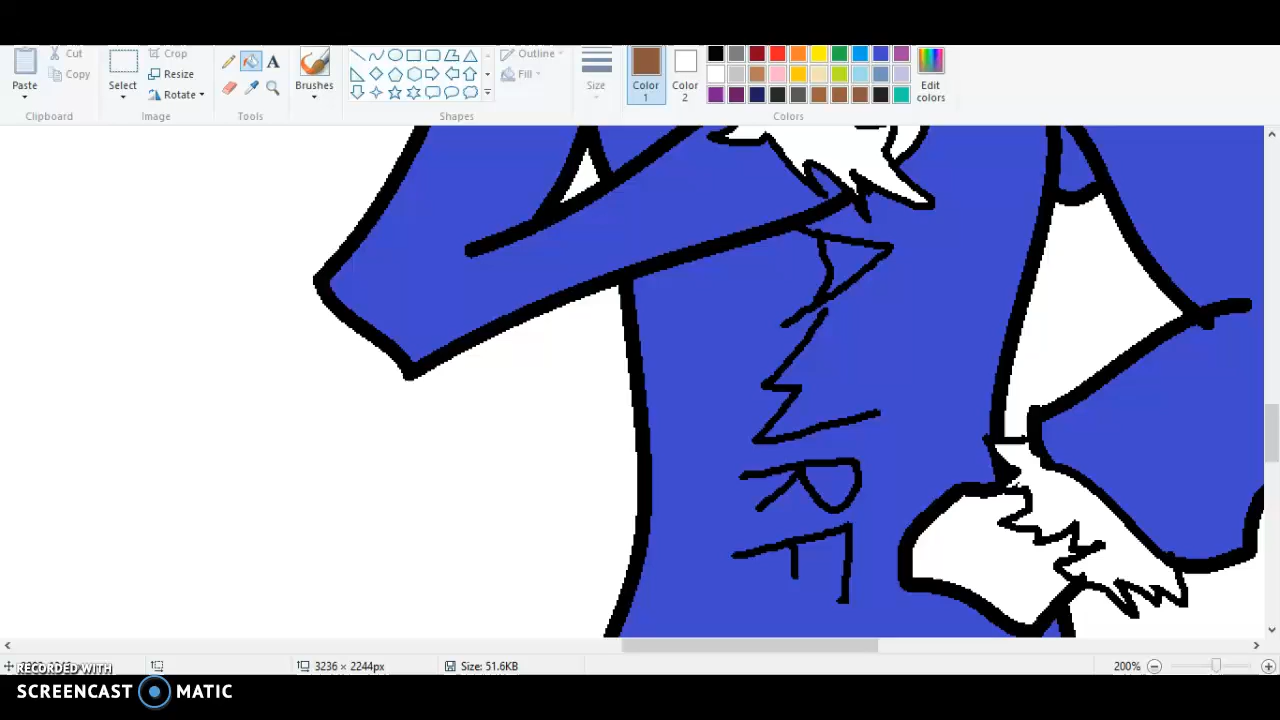 Cut
Copy
Paste
Clipboard
Crop
Resize
Rotate
Select
Image
A
Tools
Brushes
Outline
Fill
Shapes
Size
Color
1
Color
2
Edit
colors
Colors
AWRF
3236 × 2244px
Size: 51.6KB
200%
RECORDED WITH
SCREENCAST MATIC